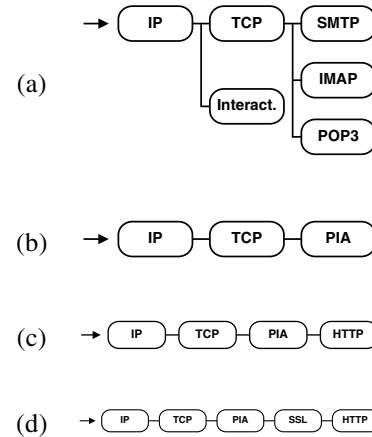 IP TCP SMTP
(a) IMAP
Interact.
POP3
(b) IP TCP PIA
(c) IP TCP PIA HTTP
(d) IP TCP PIA SSL HTTP